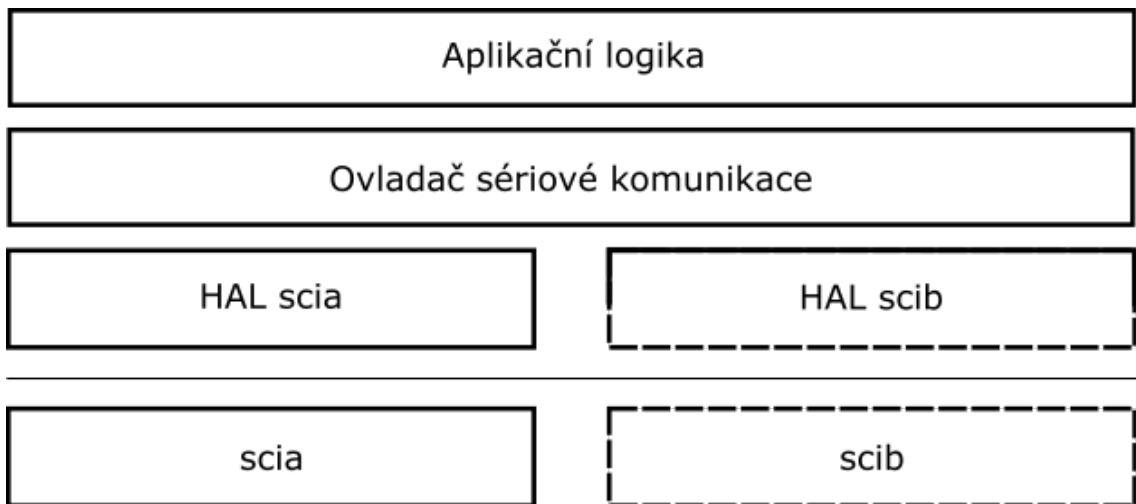 Aplikační logika
Ovladač sériové komunikace
HAL scia
HAL scib
scia
scib